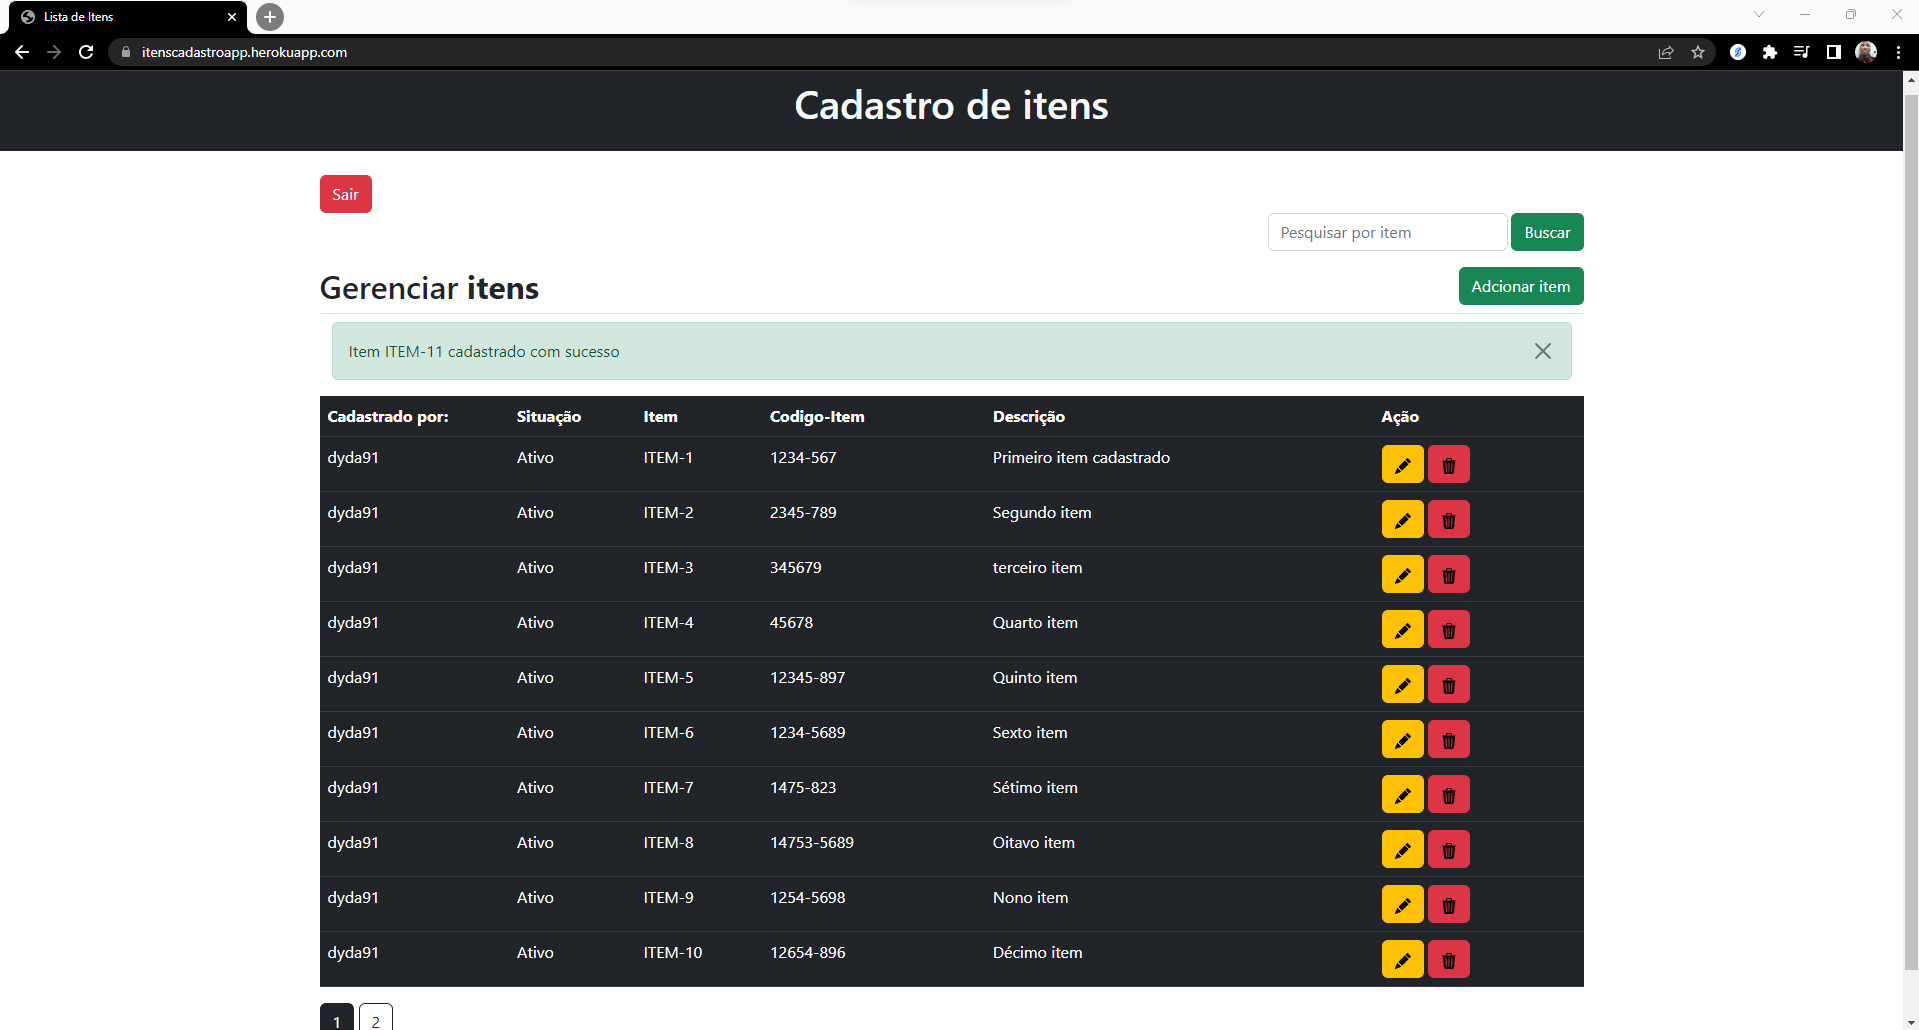 Lista de Itens
itenscadastroapp.herokuapp.com
Cadastro de itens
Sair
Pesquisar por item Buscar
Gerenciar itens Adcionar item
Item ITEM-11 cadastrado com sucesso
Cadastrado por: Situação Item Codigo-Item Descrição Ação
dyda91 Ativo ITEM-1 1234-567 Primeiro item cadastrado
dyda91 Ativo ITEM-2 2345-789 Segundo item
dyda91 Ativo ITEM-3 345679 terceiro item
dyda91 Ativo ITEM-4 45678 Quarto item
dyda91 Ativo ITEM-5 12345-897 Quinto item
dyda91 Ativo ITEM-6 1234-5689 Sexto item
dyda91 Ativo ITEM-7 1475-823 Sétimo item
dyda91 Ativo ITEM-8 14753-5689 Oitavo item
dyda91 Ativo ITEM-9 1254-5698 Nono item
dyda91 Ativo ITEM-10 12654-896 Décimo item
1 2